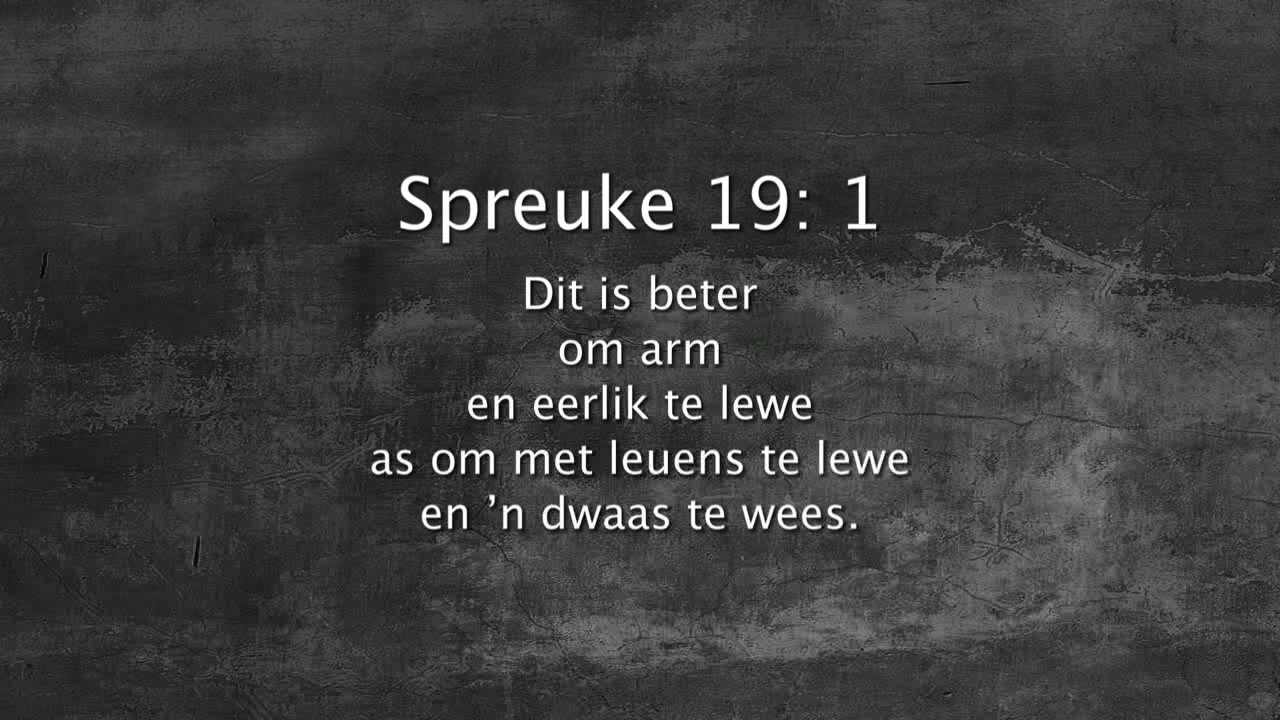 Spreuke 19: 1
Dit is beter
om arm
en eerlik te lewe
as om met leuens te lewe
en ’n dwaas te wees.